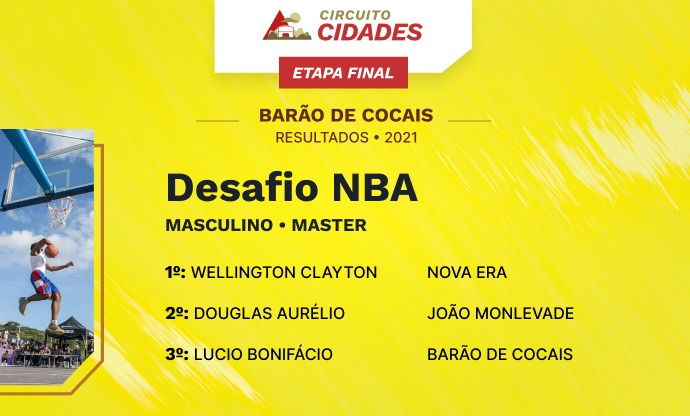 CIRCUITO
CIDADES
ETAPA FINAL
BARÃO DE COCAIS
RESULTADOS • 2021
Desafio NBA
MASCULINO • MASTER
1º: WELLINGTON CLAYTON NOVA ERA
2º: DOUGLAS AURÉLIO JOÃO MONLEVADE
3º: LUCIO BONIFÁCIO BARÃO DE COCAIS